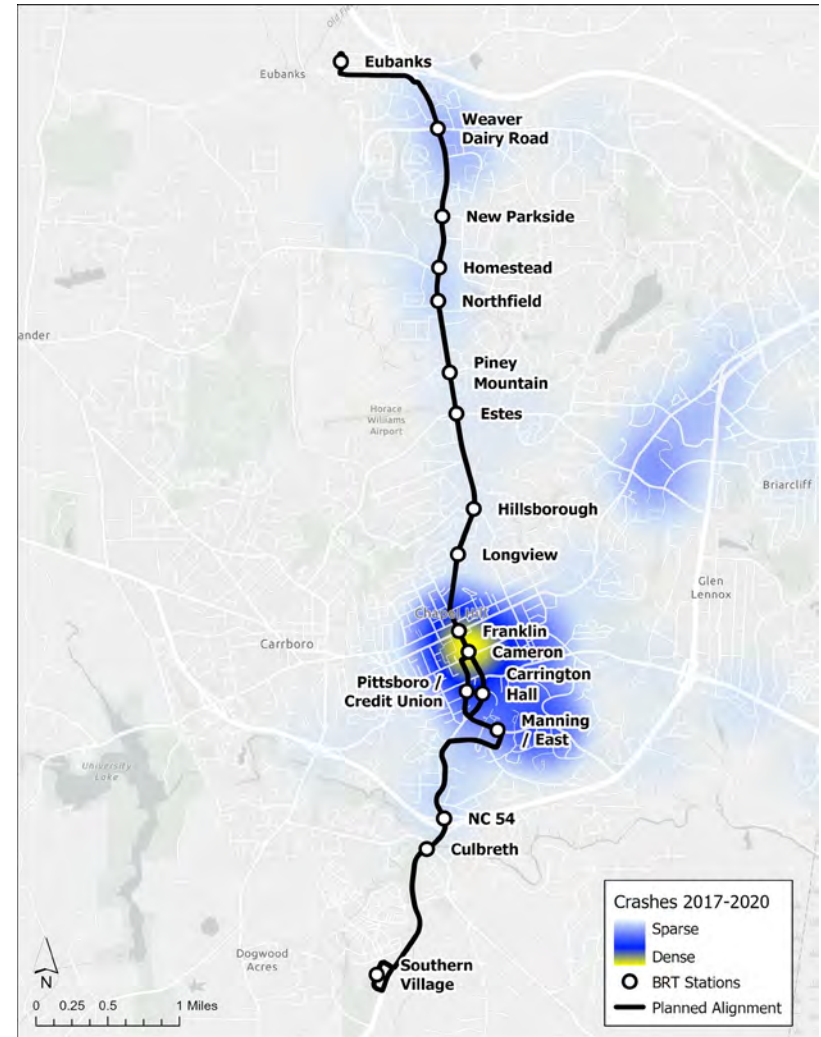 Eubanks
Eubanks
Weaver
Dairy Road
New Parkside
Homestead
Northfield
ander
Piney
Mountain
Horace
Williams
Airport
Estes
Briarcliff
Hillsborough
Longview
Glen
Lennox
Chapel Hill
Franklin
Carrboro
Cameron
Pittsboro /
Credit Union
Carrington
Hall
Manning
/ East
University
Lake
NC 54
Culbreth
Dogwood
Acres
Southern
Village
N
0 0.25 0.5 1 Miles
Crashes 2017-2020
Sparse
Dense
BRT Stations
Planned Alignment